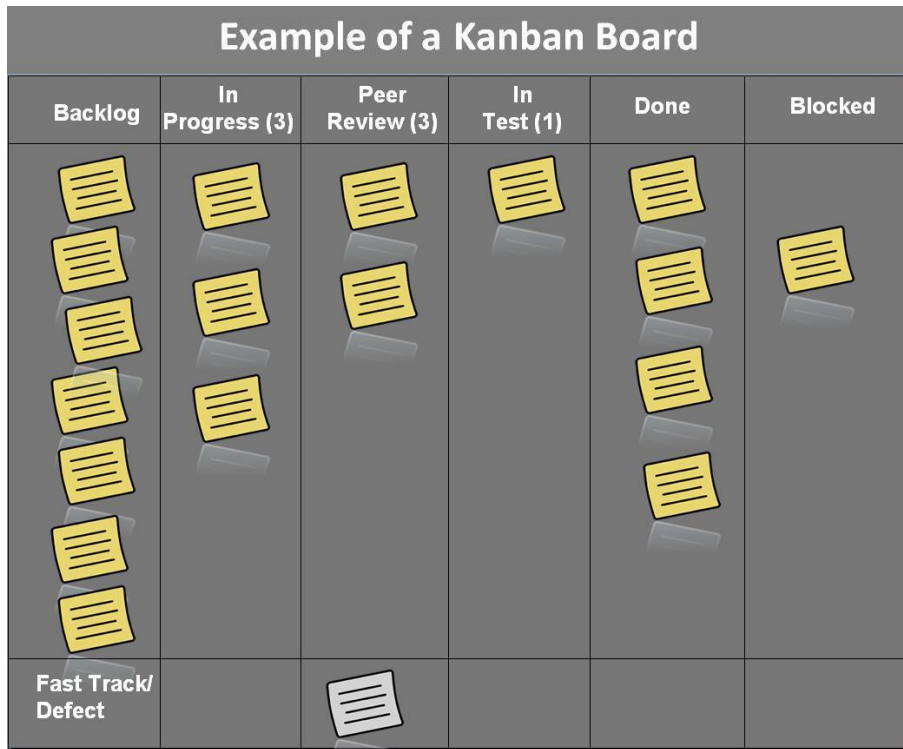 Example of a Kanban Board
Backlog
In
Progress (3)
Peer
Review (3)
In
Test (1)
Done
Blocked
Fast Track/
Defect